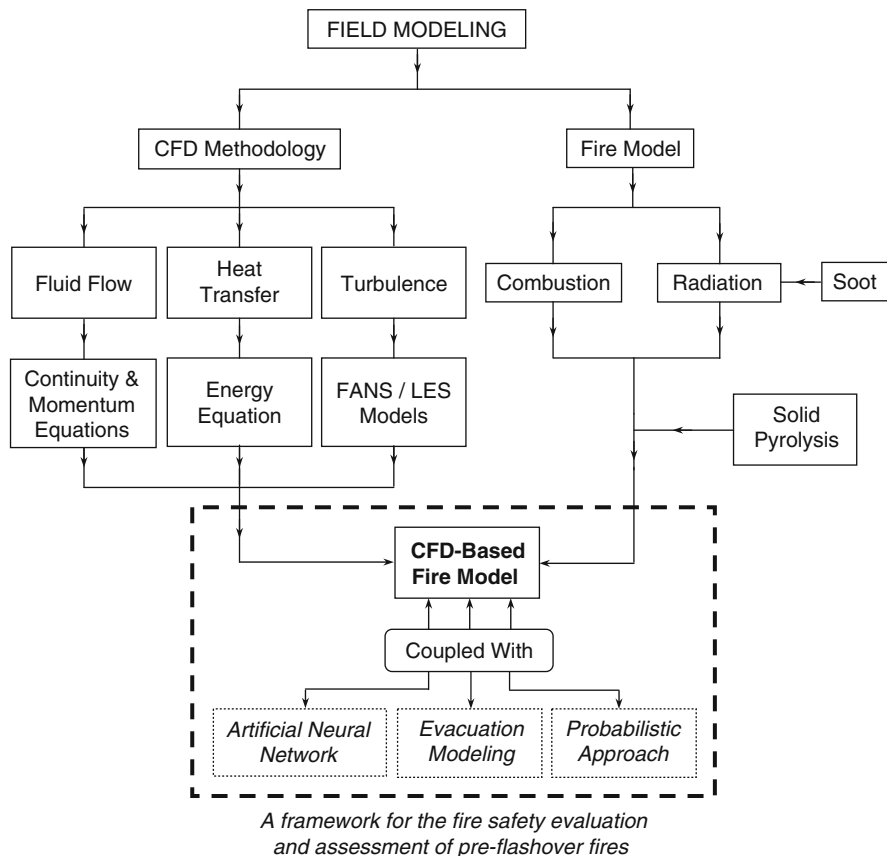 FIELD MODELING
CFD Methodology
Fire Model
Fluid Flow
Heat
Transfer
Turbulence
Combustion
Radiation
Soot
Continuity &
Momentum
Equations
Energy
Equation
FANS / LES
Models
Solid
Pyrolysis
CFD-Based
Fire Model
Coupled With
Artificial Neural
Network
Evacuation
Modeling
Probabilistic
Approach
A framework for the fire safety evaluation
and assessment of pre-flashover fires